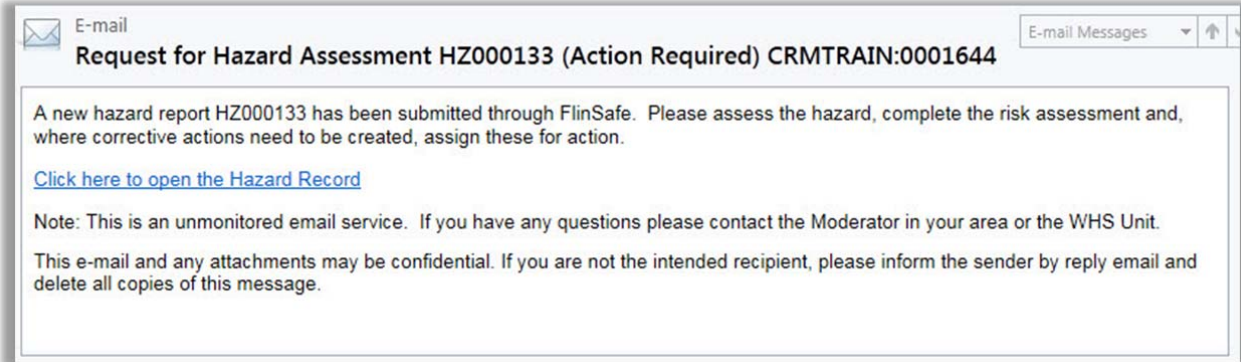 E-mail
E-mail Messages
Request for Hazard Assessment HZ000133 (Action Required) CRMTRAIN:0001644
A new hazard report HZ000133 has been submitted through FlinSafe.  Please assess the hazard, complete the risk assessment and,
where corrective actions need to be created, assign these for action.
Click here to open the Hazard Record
Note: This is an unmonitored email service.  If you have any questions please contact the Moderator in your area or the WHS Unit.
This e-mail and any attachments may be confidential. If you are not the intended recipient, please inform the sender by reply email and
delete all copies of this message.